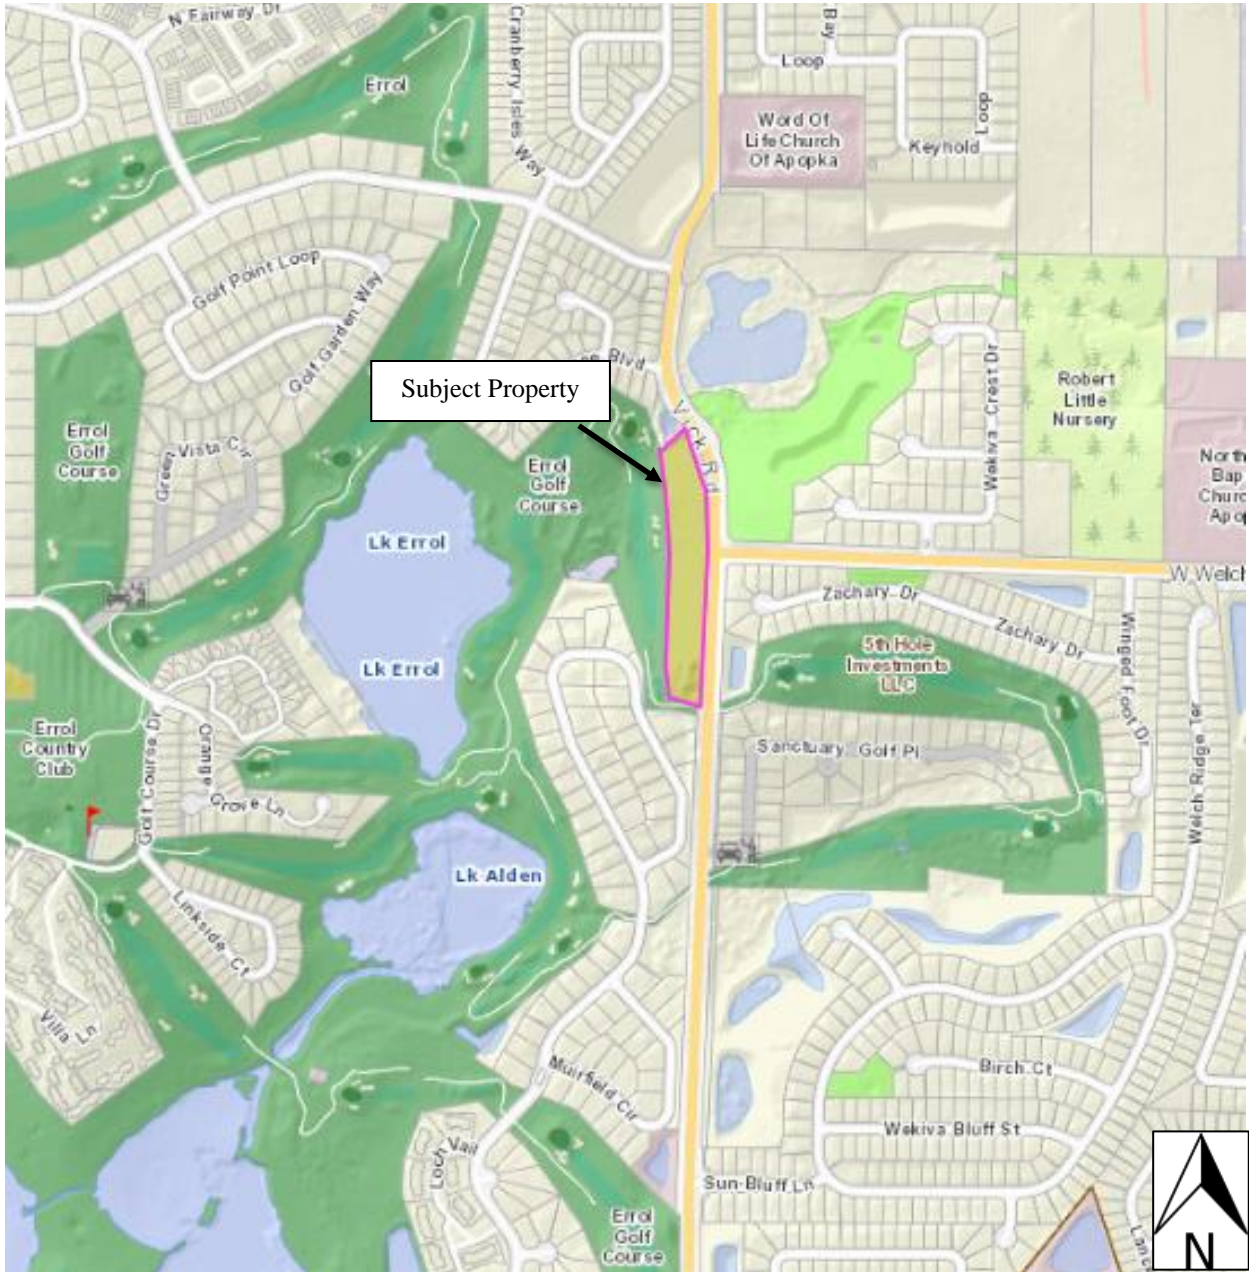 N Fairway Dr
Cranberry Isles Way
Bay
Loop
Errol
Word Of
Life Church
Of Apopka
Loop
Keyhold
Golf Point Loop
Golf Garden Way
Blvd
Subject Property
Vick Rd
Wekiva Crest Dr
Robert
Little
Nursery
Errol
Golf
Course
Green
Vista Cir
Errol
Golf
Course
North
Bap
Churc
Apop
Lk Errol
W Welch
Zachary Dr
Zachary Dr
Winged Foot Dr
5th Hole
Investments
LLC
Lk Errol
Errol
Country
Club
Golf Course Dr
Orange
Grove Ln
Sanctuary Golf Pl
Welch Ridge Ter
Lk Alden
Linkside Ct
Villa Ln
Muirfield Cir
Birch Ct
Wekiva Bluff St
Loch Vail
Sun Bluff Ln
Errol
Golf
Course
Lanc
N